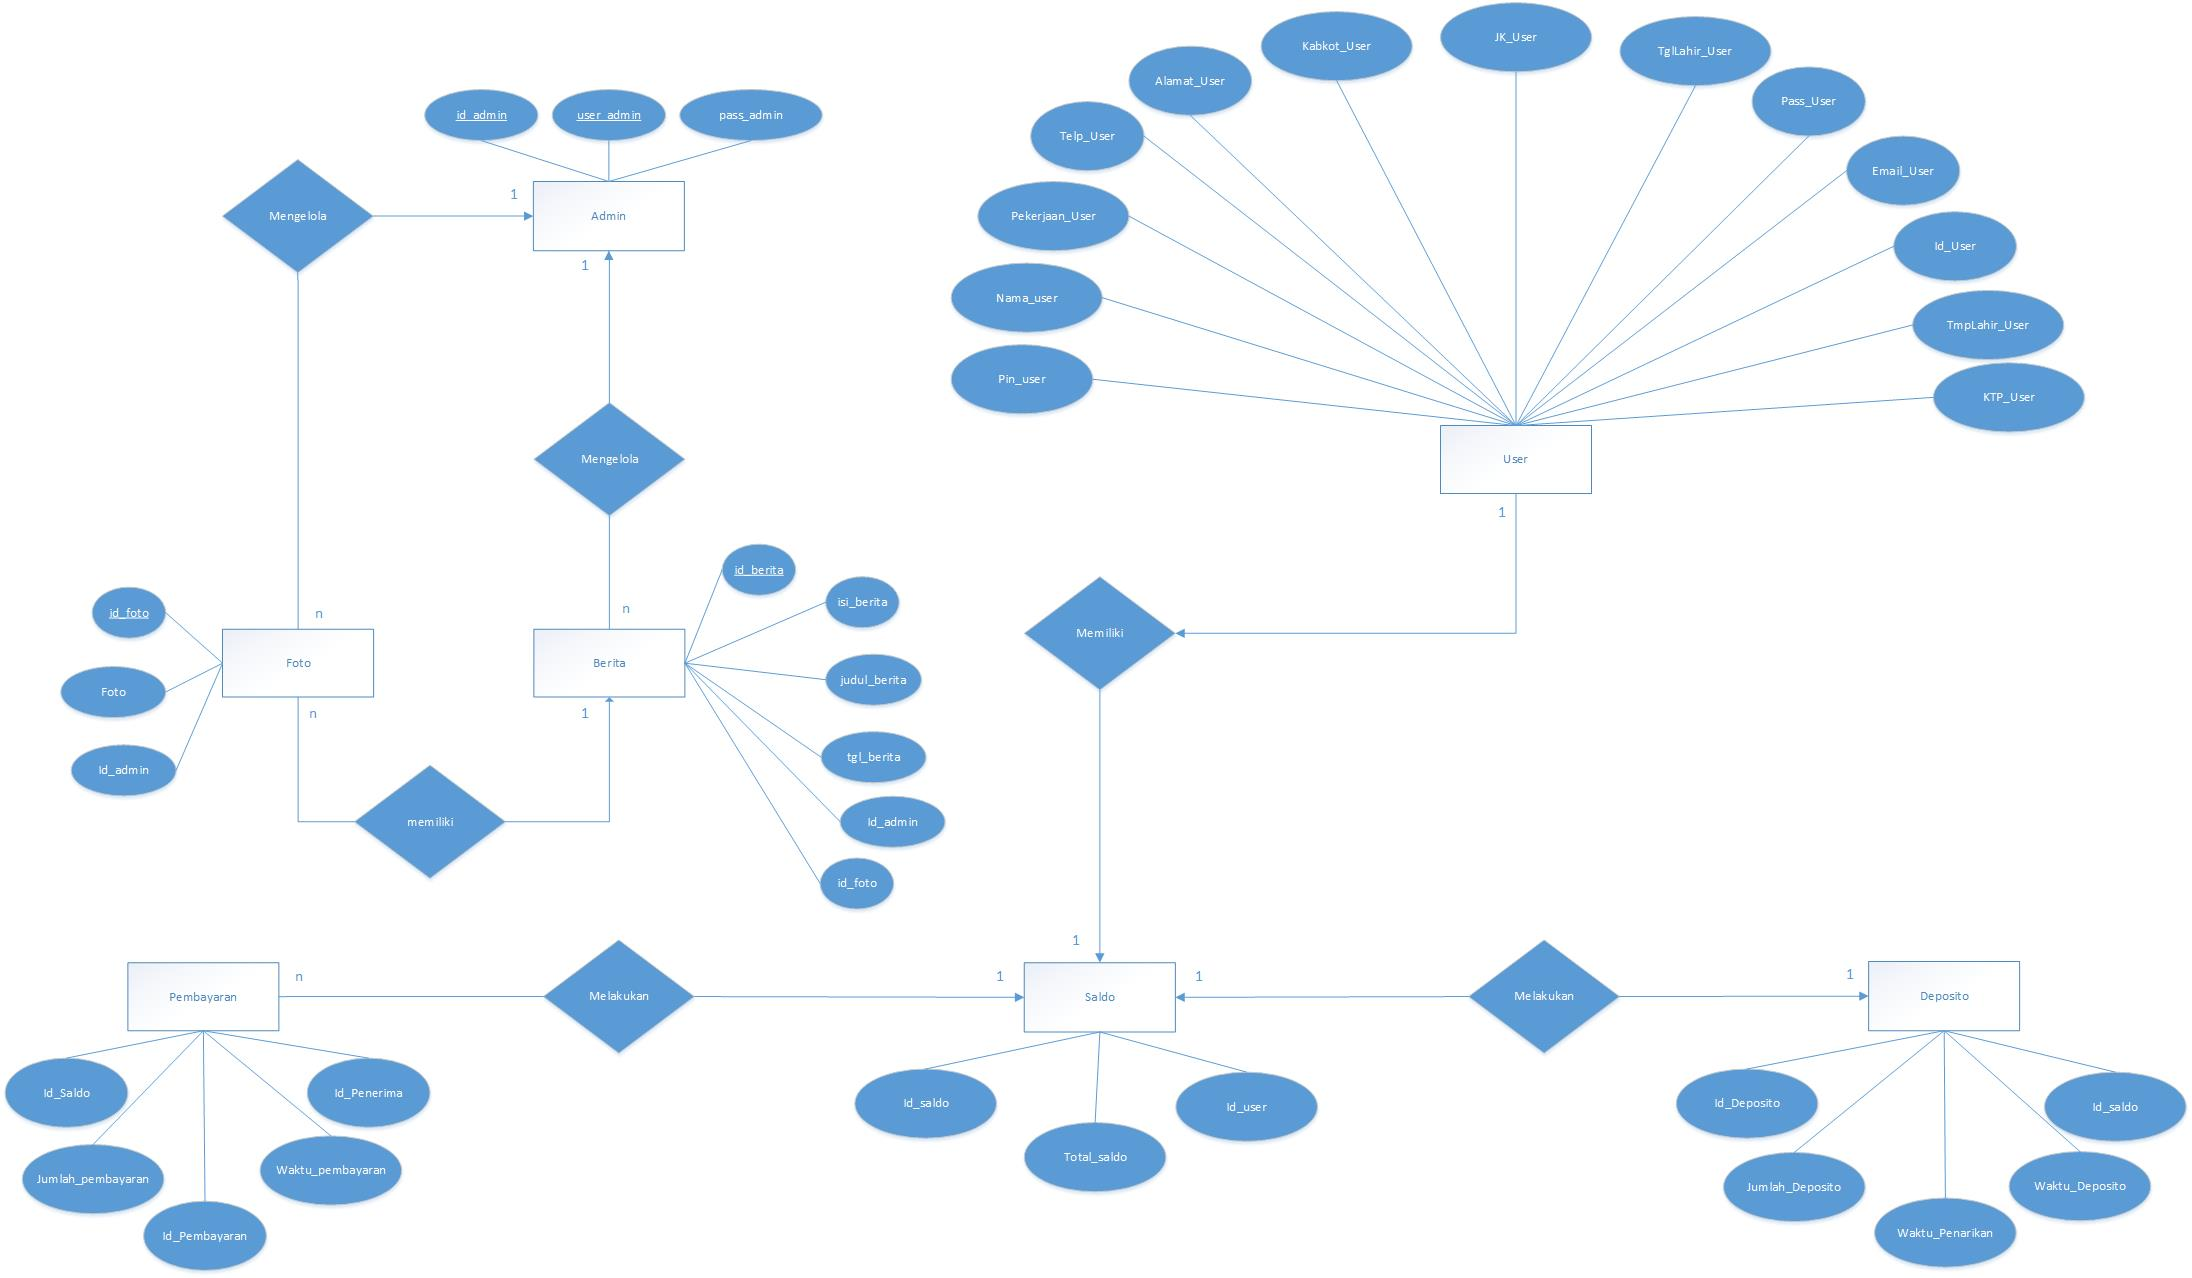 JK_User
Kabkot_User
TglLahir_User
Alamat_User
Pass_User
id_admin
user_admin
pass_admin
Telp_User
Email_User
Mengelola
1
Admin
Pekerjaan_User
Id_User
1
Nama_user
TmpLahir_User
Pin_user
KTP_User
Mengelola
User
1
id_berita
isi_berita
id_foto
n
n
Memiliki
Foto
Berita
judul_berita
Foto
n
1
tgl_berita
Id_admin
memiliki
Id_admin
id_foto
1
Pembayaran
n
Melakukan
1
Saldo
1
Melakukan
1
Deposito
Id_Saldo
Id_Penerima
Id_saldo
Id_user
Id_Deposito
Id_saldo
Jumlah_pembayaran
Waktu_pembayaran
Total_saldo
Jumlah_Deposito
Waktu_Deposito
Id_Pembayaran
Waktu_Penarikan